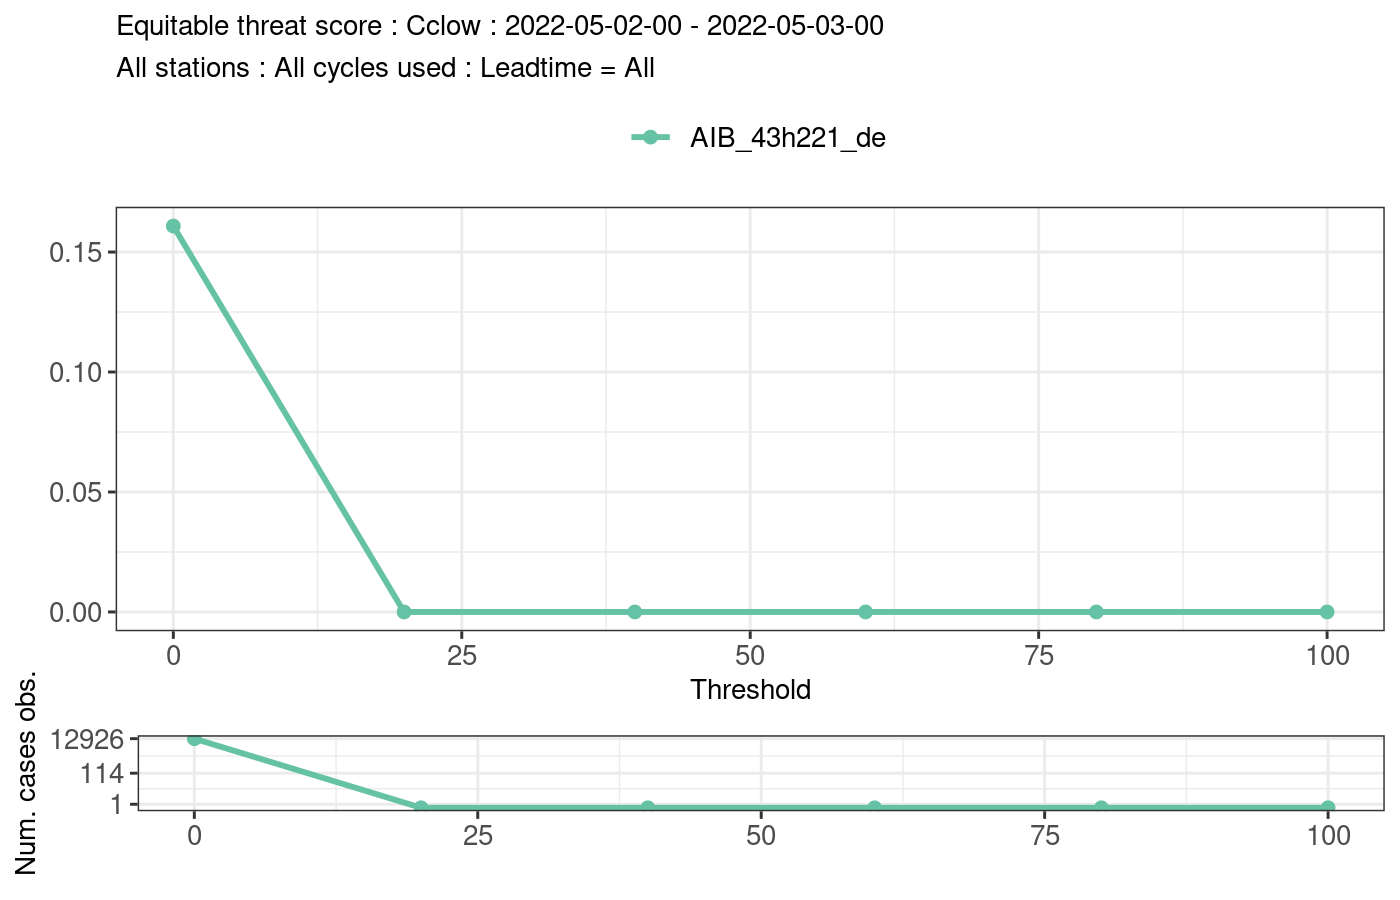 Equitable threat score : Cclow : 2022-05-02-00 - 2022-05-03-00
All stations : All cycles used : Leadtime = All
AIB_43h221_de
0.15
0.10
0.05
0.00
0 25 50 75 100
Threshold
Num. cases obs.
12926
114
1
0 25 50 75 100